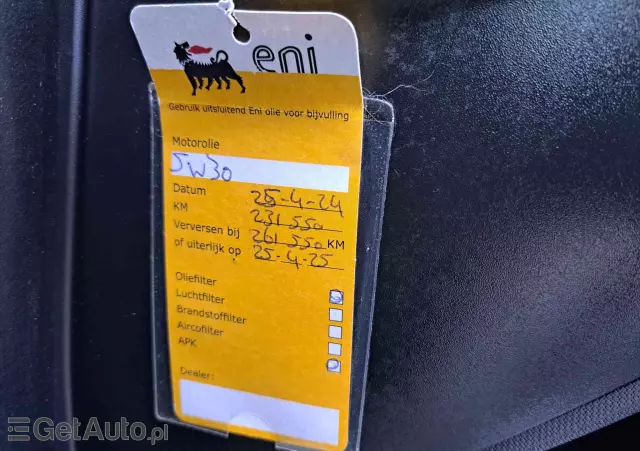 eni
Gebruik uitsluitend Eni olie voor bijvulling
Motorolie
5W30
Datum 25-4-24
KM 231 550
Verversen bij 261 550 KM
of uiterlijk op 25-4-25
Oliefilter
Luchtfilter
Brandstoffilter
Aircofilter
APK
Dealer:
GetAuto.pl